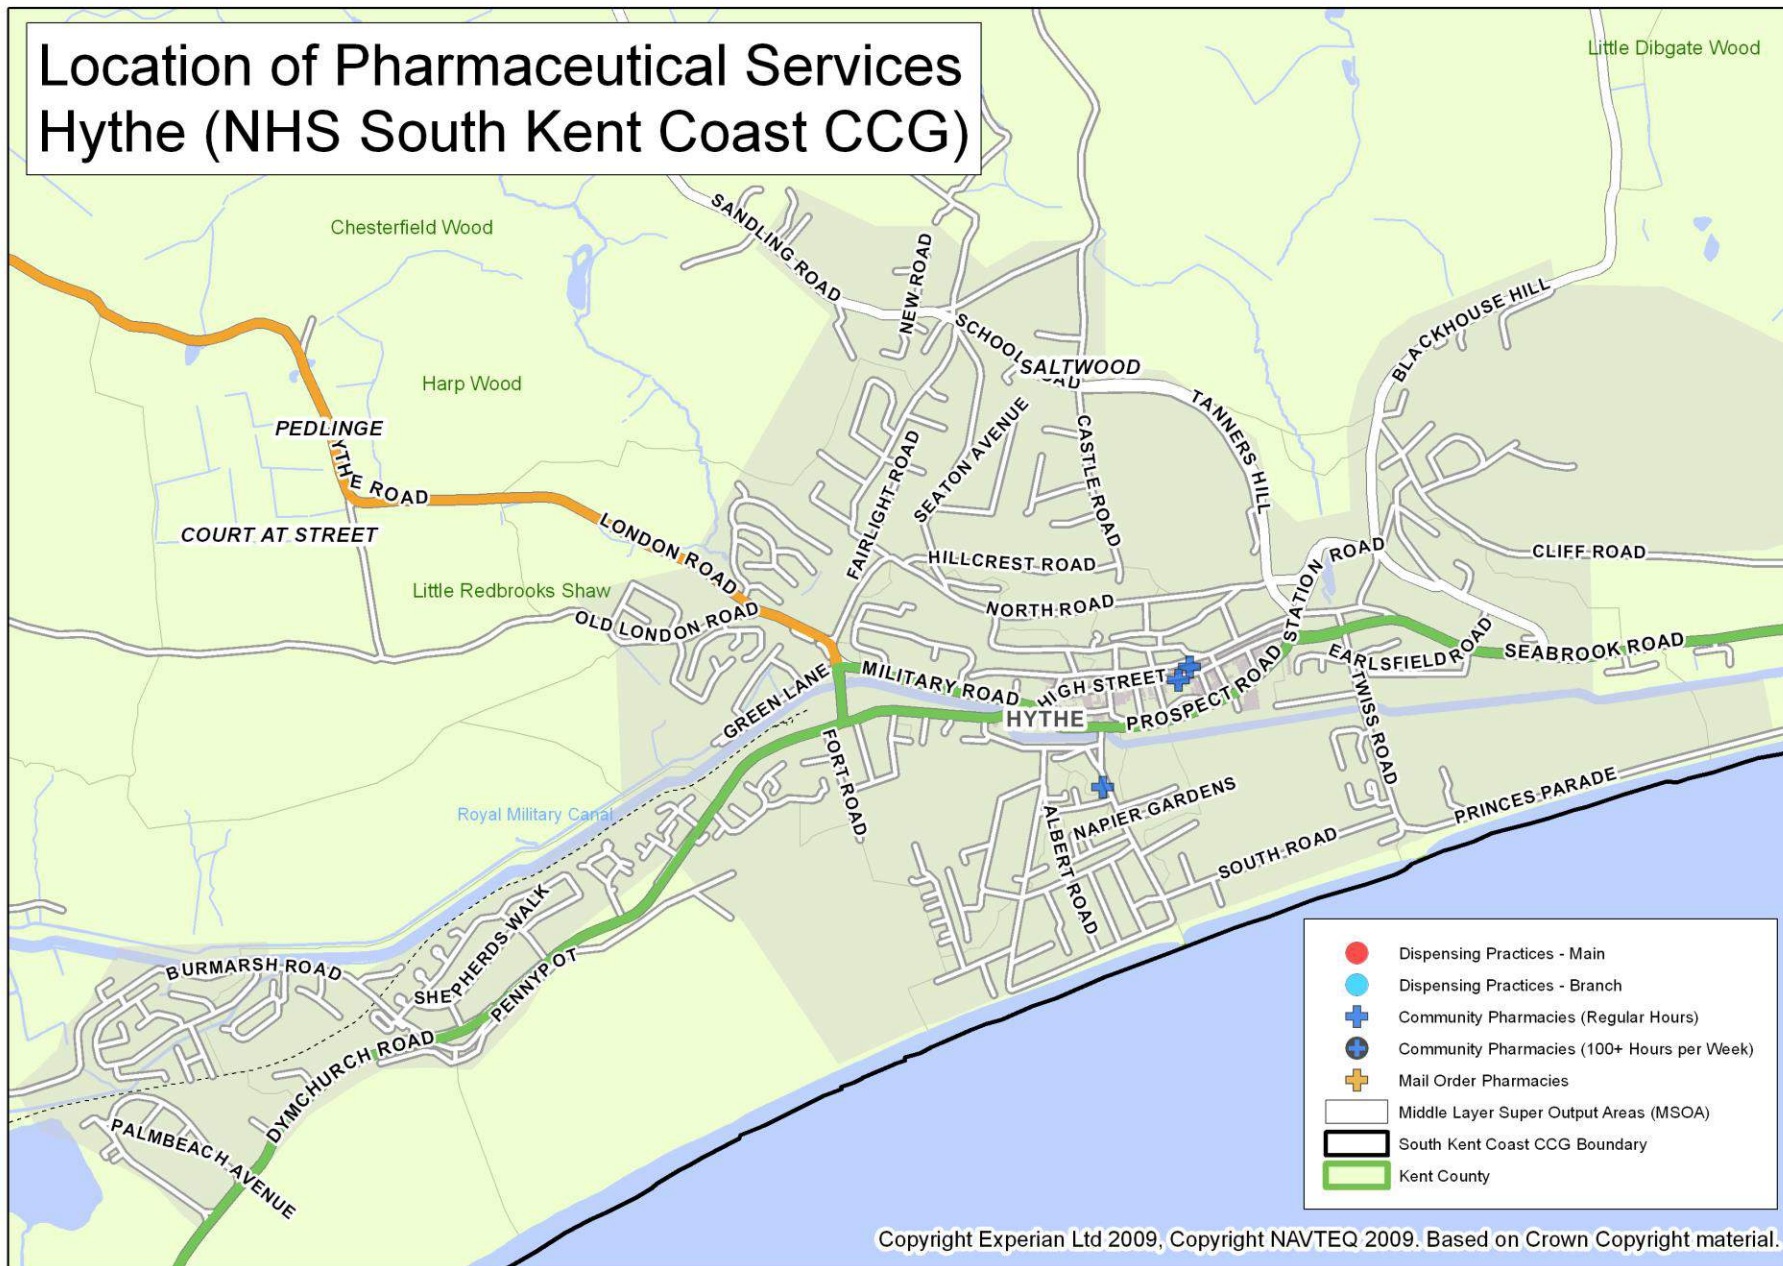 Location of Pharmaceutical Services
Hythe (NHS South Kent Coast CCG)
Little Dibgate Wood
Chesterfield Wood
SANDLING ROAD
NEW ROAD
BLACKHOUSE HILL
SCHOOL ROAD
SALTWOOD
Harp Wood
TANNERS HILL
PEDLINGE
SEATON AVENUE
CASTLE ROAD
FAIRLIGHT ROAD
HYTHE ROAD
COURT AT STREET
LONDON ROAD
STATION ROAD
CLIFF ROAD
HILLCREST ROAD
Little Redbrooks Shaw
OLD LONDON ROAD
NORTH ROAD
EARLSFIELD ROAD
SEABROOK ROAD
GREEN LANE
MILITARY ROAD
HIGH STREET
PROSPECT ROAD
HYTHE
TWISS ROAD
FORT ROAD
Royal Military Canal
NAPIER GARDENS
PRINCES PARADE
ALBERT ROAD
SOUTH ROAD
SHEPHERDS WALK
BURMARSH ROAD
PENNYPOT
DYMCHURCH ROAD
PALMBEACH AVENUE
Dispensing Practices - Main
Dispensing Practices - Branch
Community Pharmacies (Regular Hours)
Community Pharmacies (100+ Hours per Week)
Mail Order Pharmacies
Middle Layer Super Output Areas (MSOA)
South Kent Coast CCG Boundary
Kent County
Copyright Experian Ltd 2009, Copyright NAVTEQ 2009. Based on Crown Copyright material.